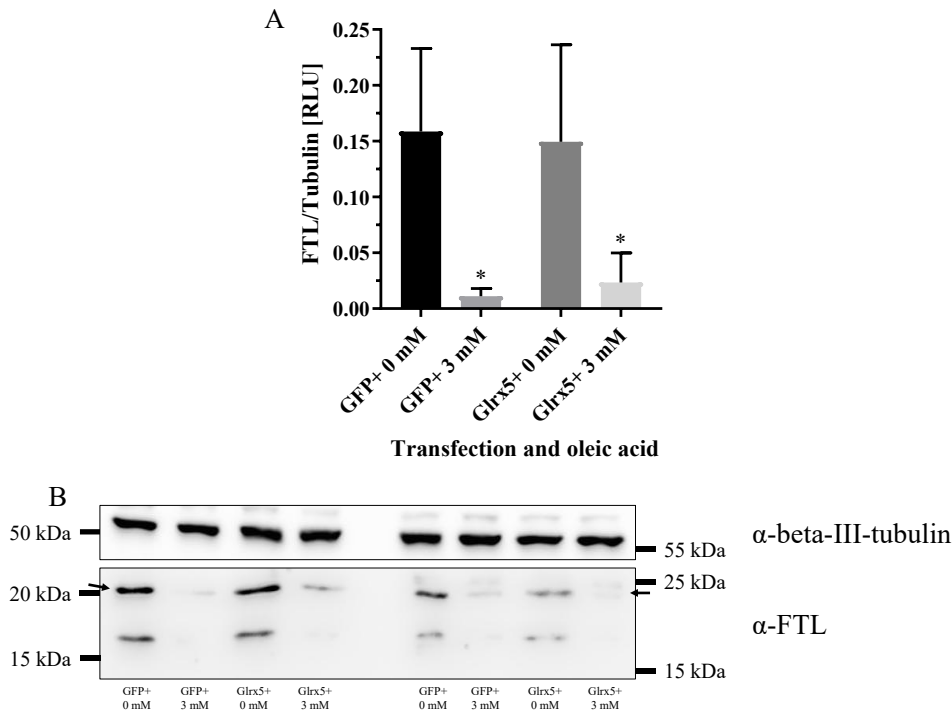 A
0.25
0.20
0.15
0.10
0.05
0.00
FTL/Tubulin [RLU]
*
*
GFP+ 0 mM
GFP+ 3 mM
Glrx5+ 0 mM
Glrx5+ 3 mM
Transfection and oleic acid
B
50 kDa
55 kDa
α-beta-III-tubulin
20 kDa
25 kDa
α-FTL
15 kDa
15 kDa
GFP+ GFP+ Glrx5+ Glrx5+ GFP+ GFP+ Glrx5+ Glrx5+
0 mM 3 mM 0 mM 3 mM 0 mM 3 mM 0 mM 3 mM